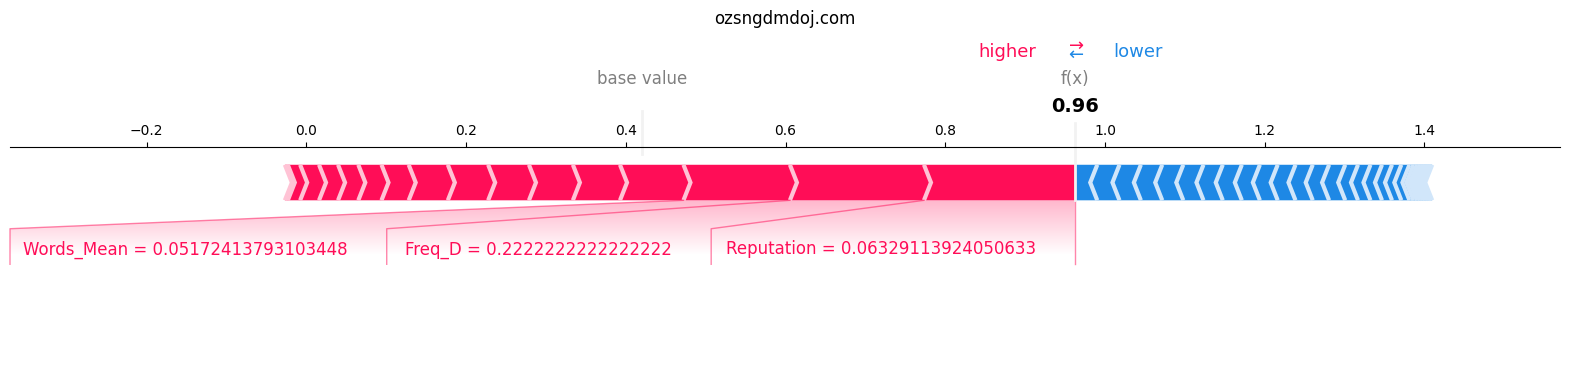 ozsngdmdoj.com
higher → ← lower
base value f(x)
0.96
−0.2 0.0 0.2 0.4 0.6 0.8 1.0 1.2 1.4
Words_Mean = 0.05172413793103448 Freq_D = 0.2222222222222222 Reputation = 0.06329113924050633